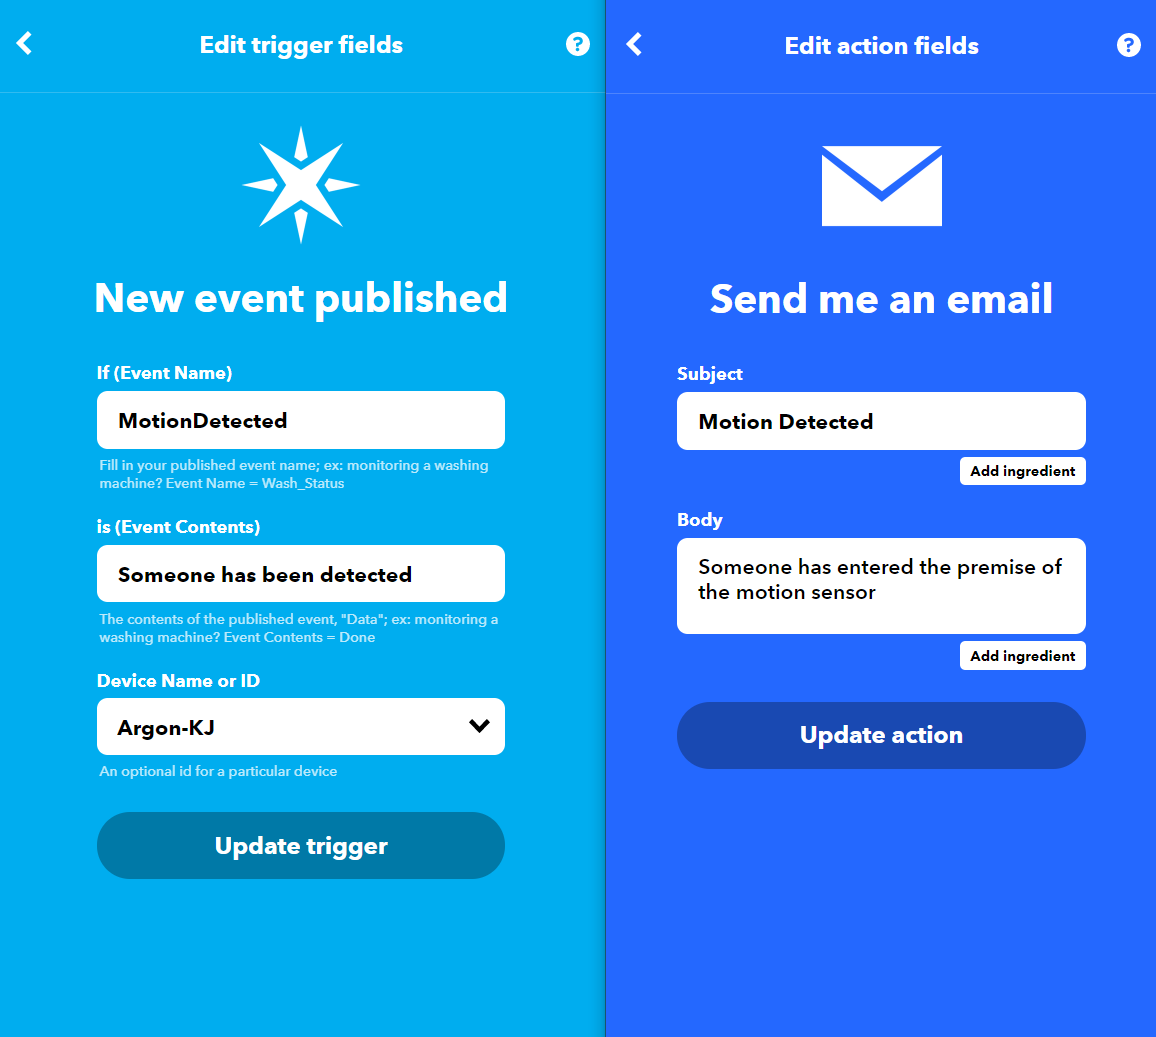 Edit trigger fields
?
New event published
If (Event Name)
MotionDetected
Fill in your published event name; ex: monitoring a washing
machine? Event Name = Wash_Status
is (Event Contents)
Someone has been detected
The contents of the published event, "Data"; ex: monitoring a
washing machine? Event Contents = Done
Device Name or ID
Argon-KJ
An optional id for a particular device
Update trigger
Edit action fields
?
Send me an email
Subject
Motion Detected
Add ingredient
Body
Someone has entered the premise of
the motion sensor
Add ingredient
Update action